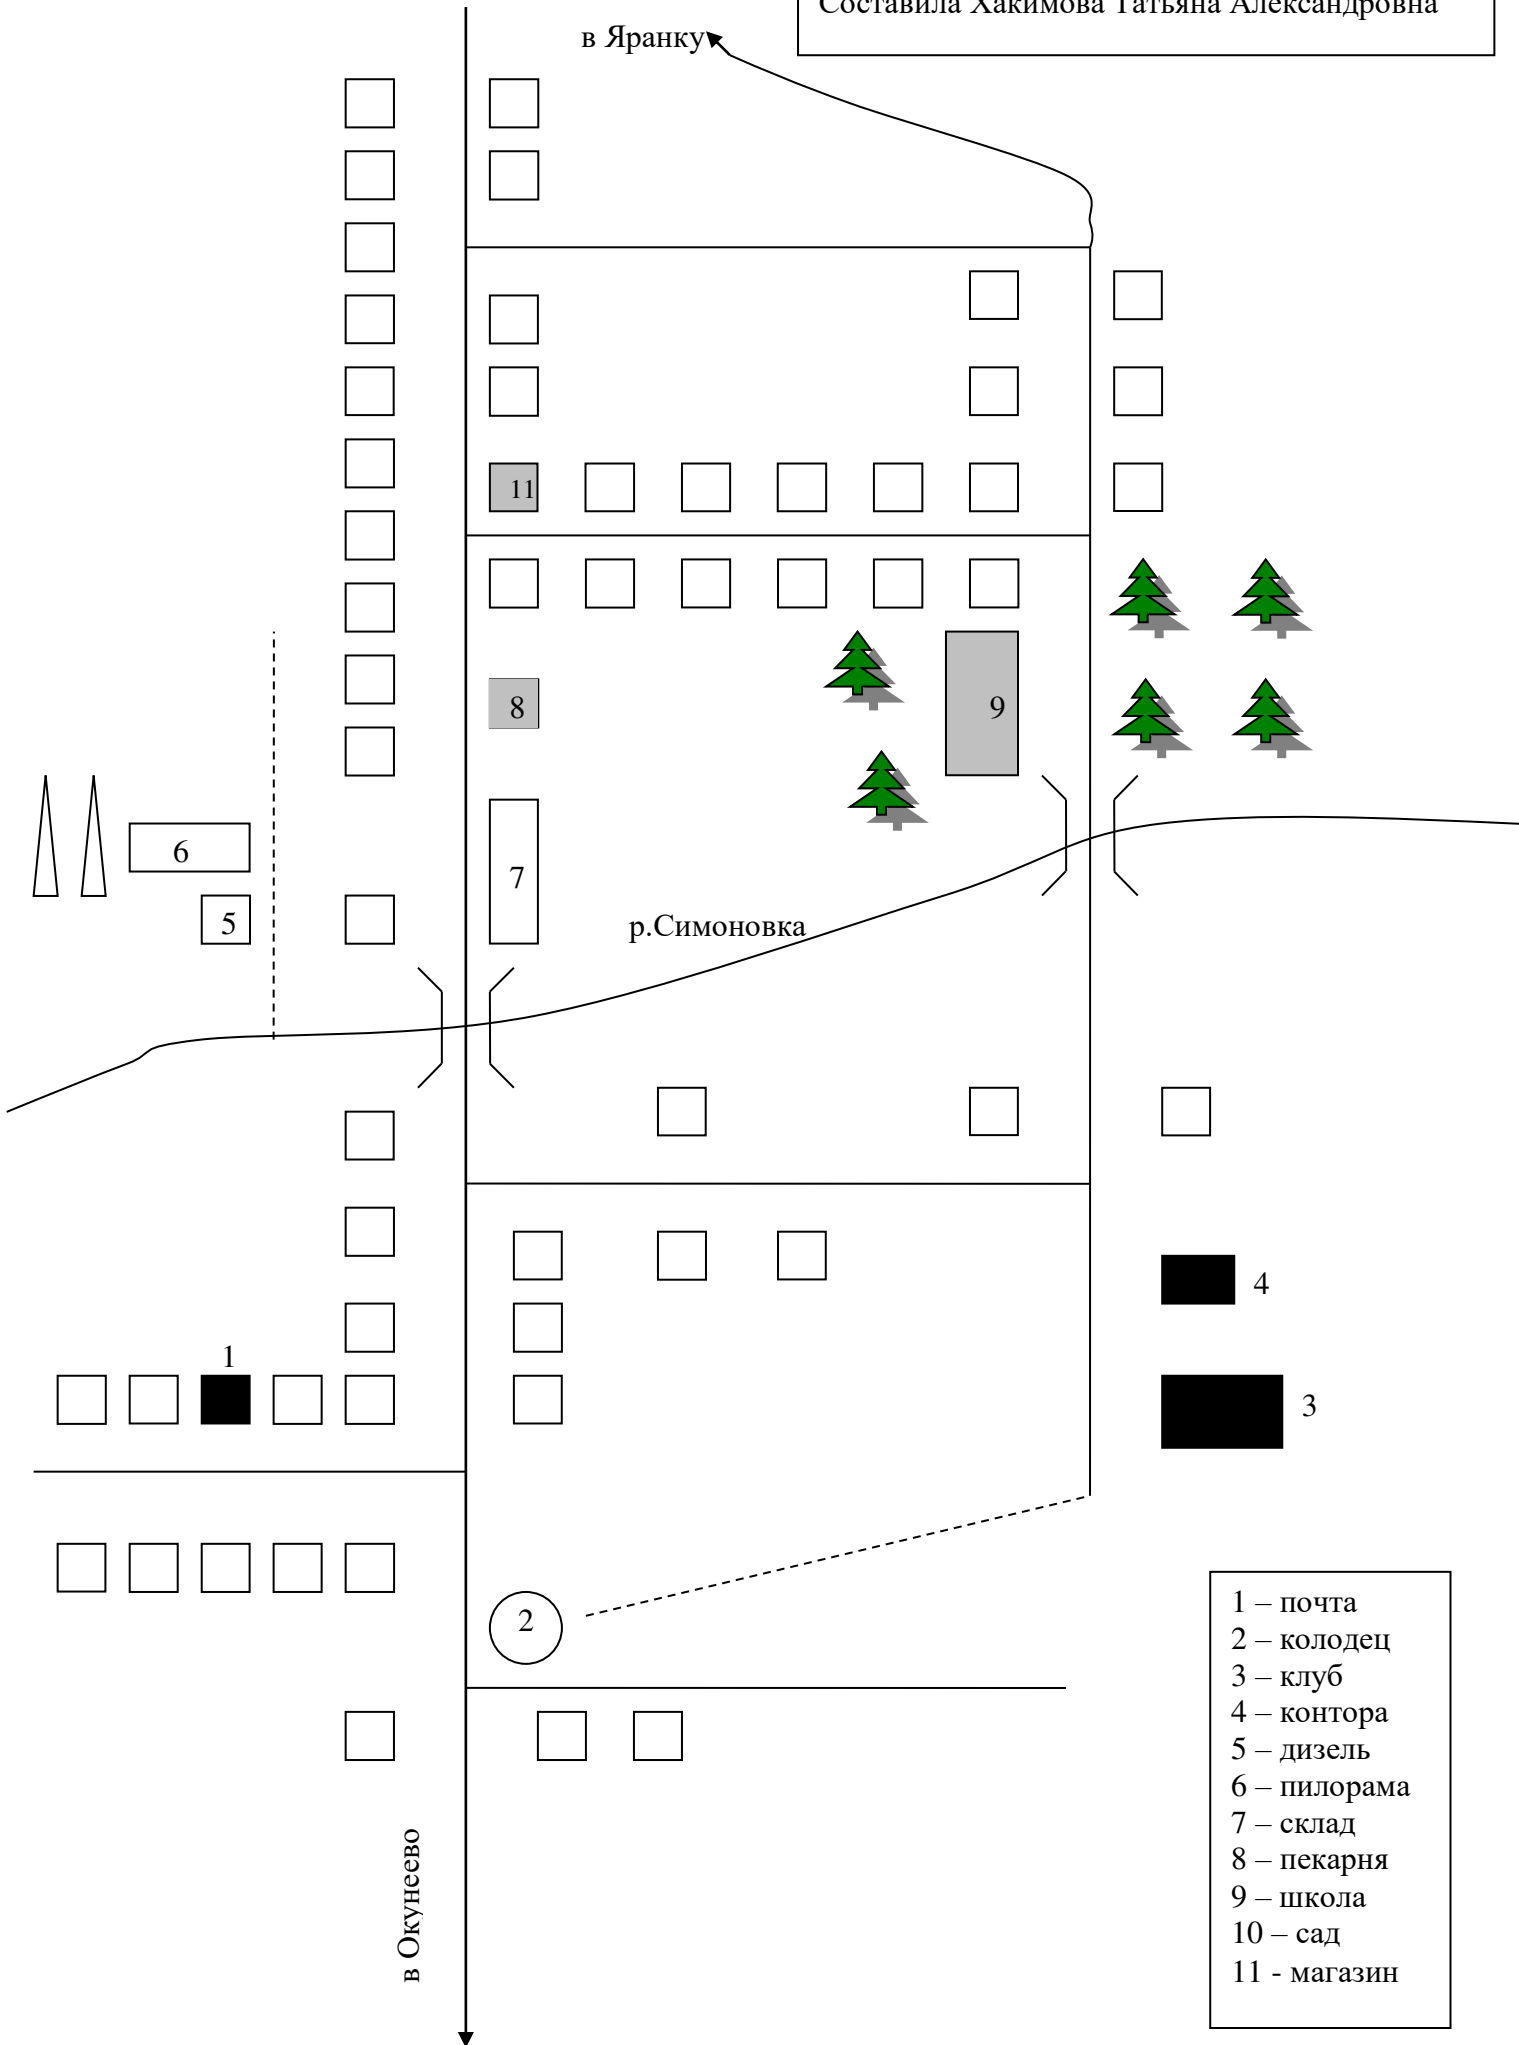 Составила Хакимова Татьяна Александровна
в Яранку
11
8
9
6
7
5
р.Симоновка
4
1
3
2
1 – почта
2 – колодец
3 – клуб
4 – контора
5 – дизель
6 – пилорама
7 – склад
8 – пекарня
9 – школа
10 – сад
11 - магазин
в Окунеево